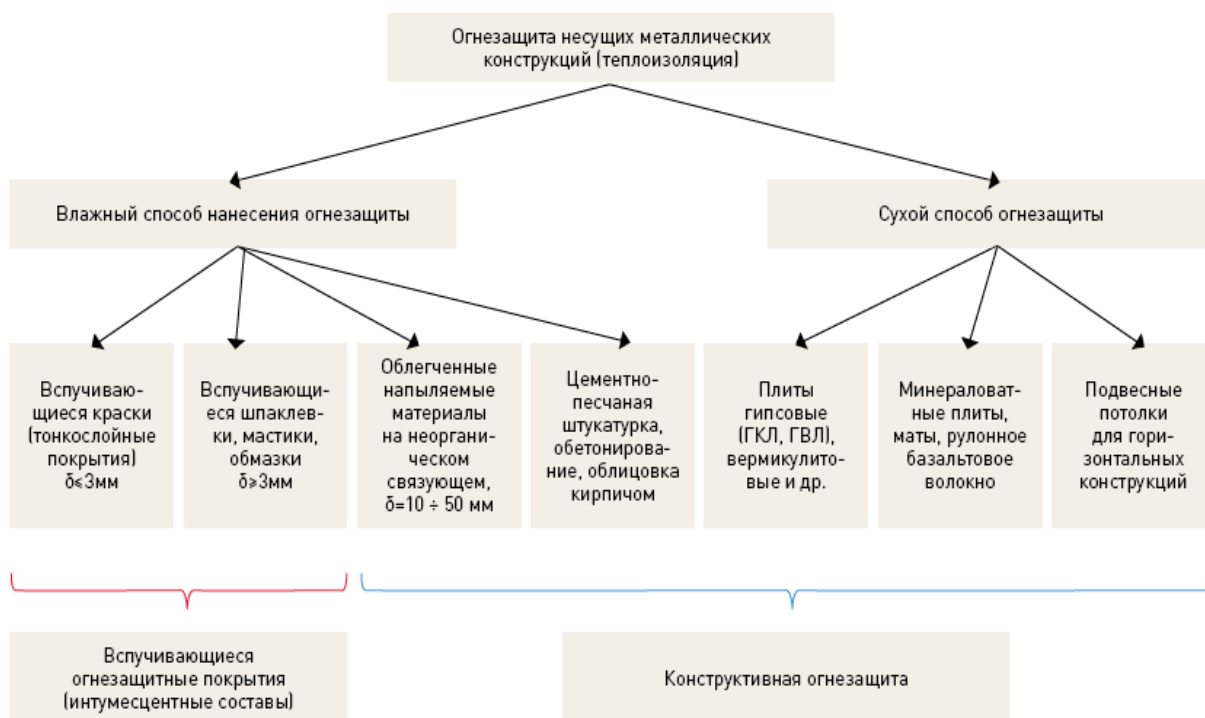 Огнезащита несущих металлических
конструкций (теплоизоляция)
Влажный способ нанесения огнезащиты
Сухой способ огнезащиты
Вспучиваю-
щиеся краски
(тонкослойные
покрытия)
δ≤3мм
Вспучивающи-
еся шпаклев-
ки, мастики,
обмазки
δ≥3мм
Облегченные
напыляемые
материалы
на неоргани-
ческом
связующем,
δ=10 ÷ 50 мм
Цементно-
песчаная
штукатурка,
обетонирова-
ние, облицовка
кирпичом
Плиты
гипсовые
(ГКЛ, ГВЛ),
вермикулито-
вые и др.
Минераловат-
ные плиты,
маты, рулонное
базальтовое
волокно
Подвесные
потолки
для гори-
зонтальных
конструкций
Вспучивающиеся
огнезащитные покрытия
(интумесцентные составы)
Конструктивная огнезащита